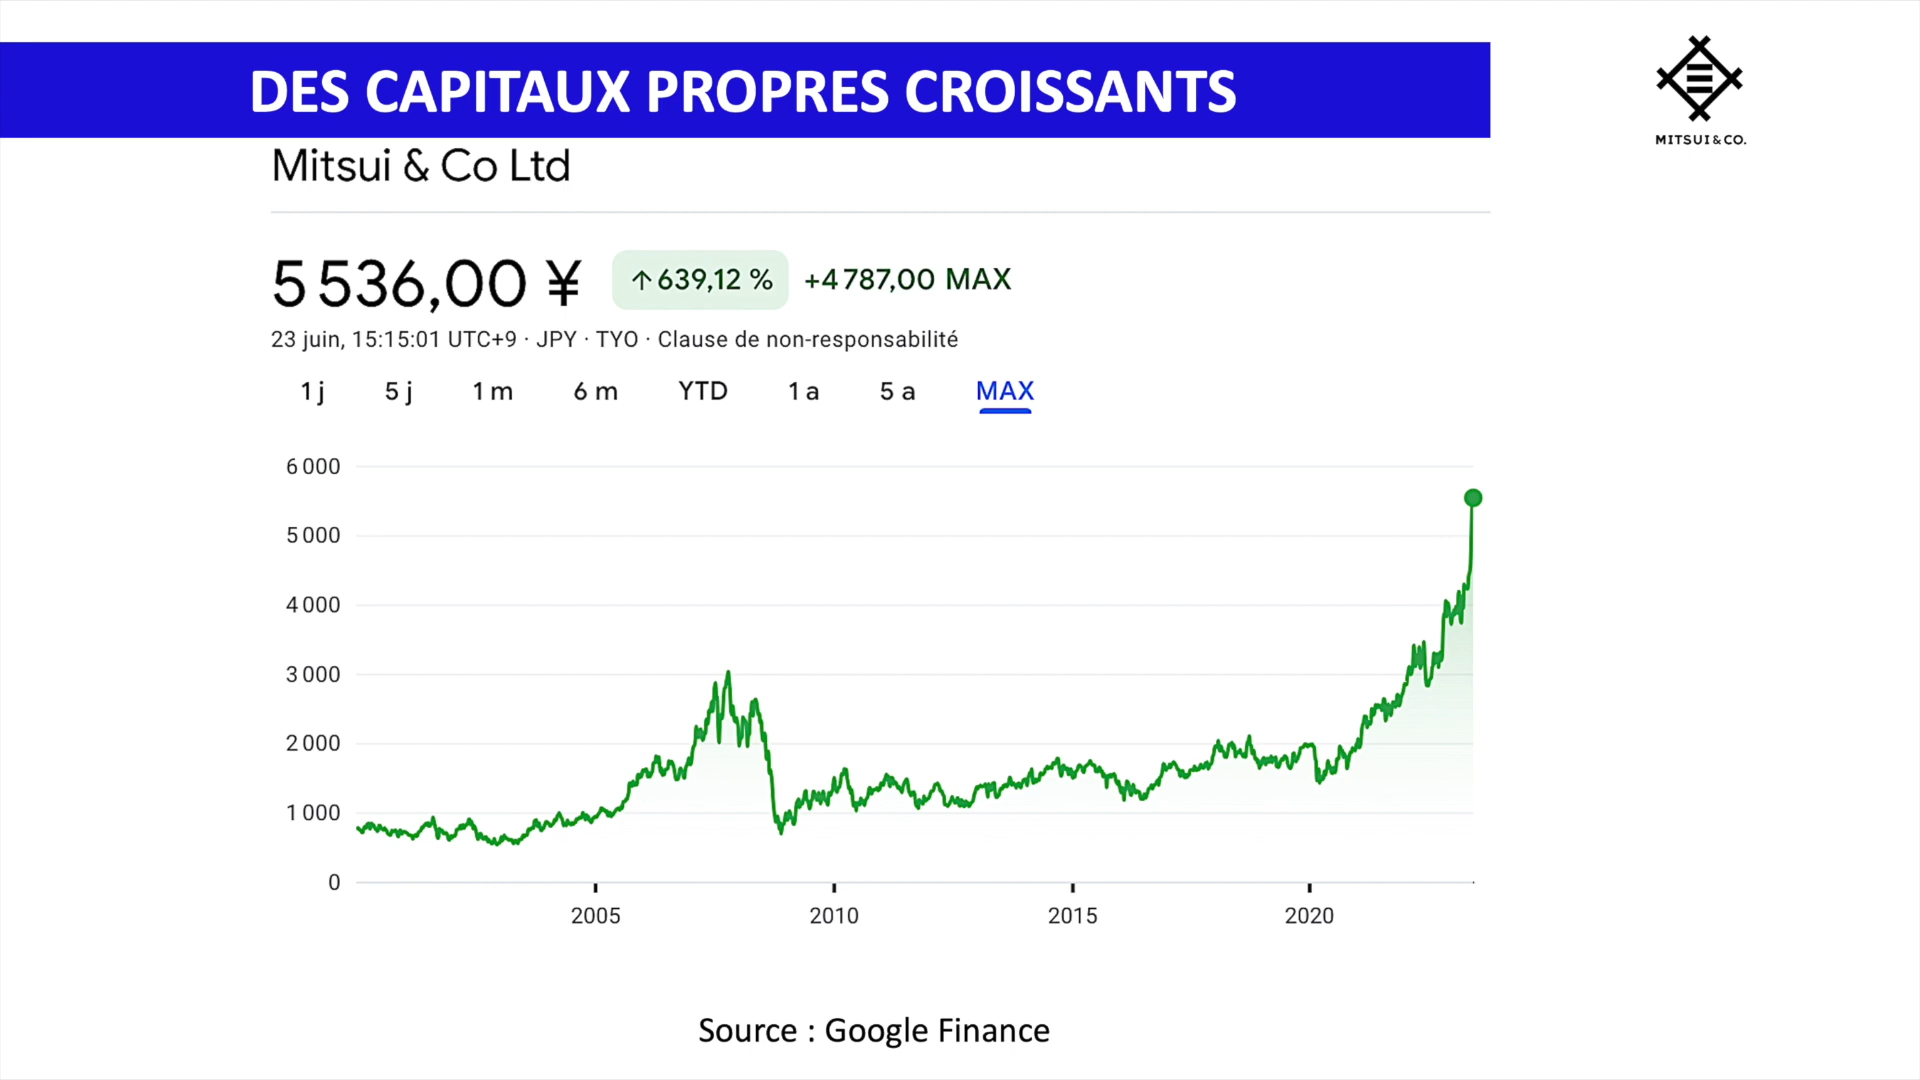 DES CAPITAUX PROPRES CROISSANTS
MITSUI & CO.
Mitsui & Co Ltd
5 536,00 ¥ ↑ 639,12 % +4 787,00 MAX
23 juin, 15:15:01 UTC+9 · JPY · TYO · Clause de non-responsabilité
1 j 5 j 1 m 6 m YTD 1 a 5 a MAX
6 000
5 000
4 000
3 000
2 000
1 000
0
2005 2010 2015 2020
Source : Google Finance